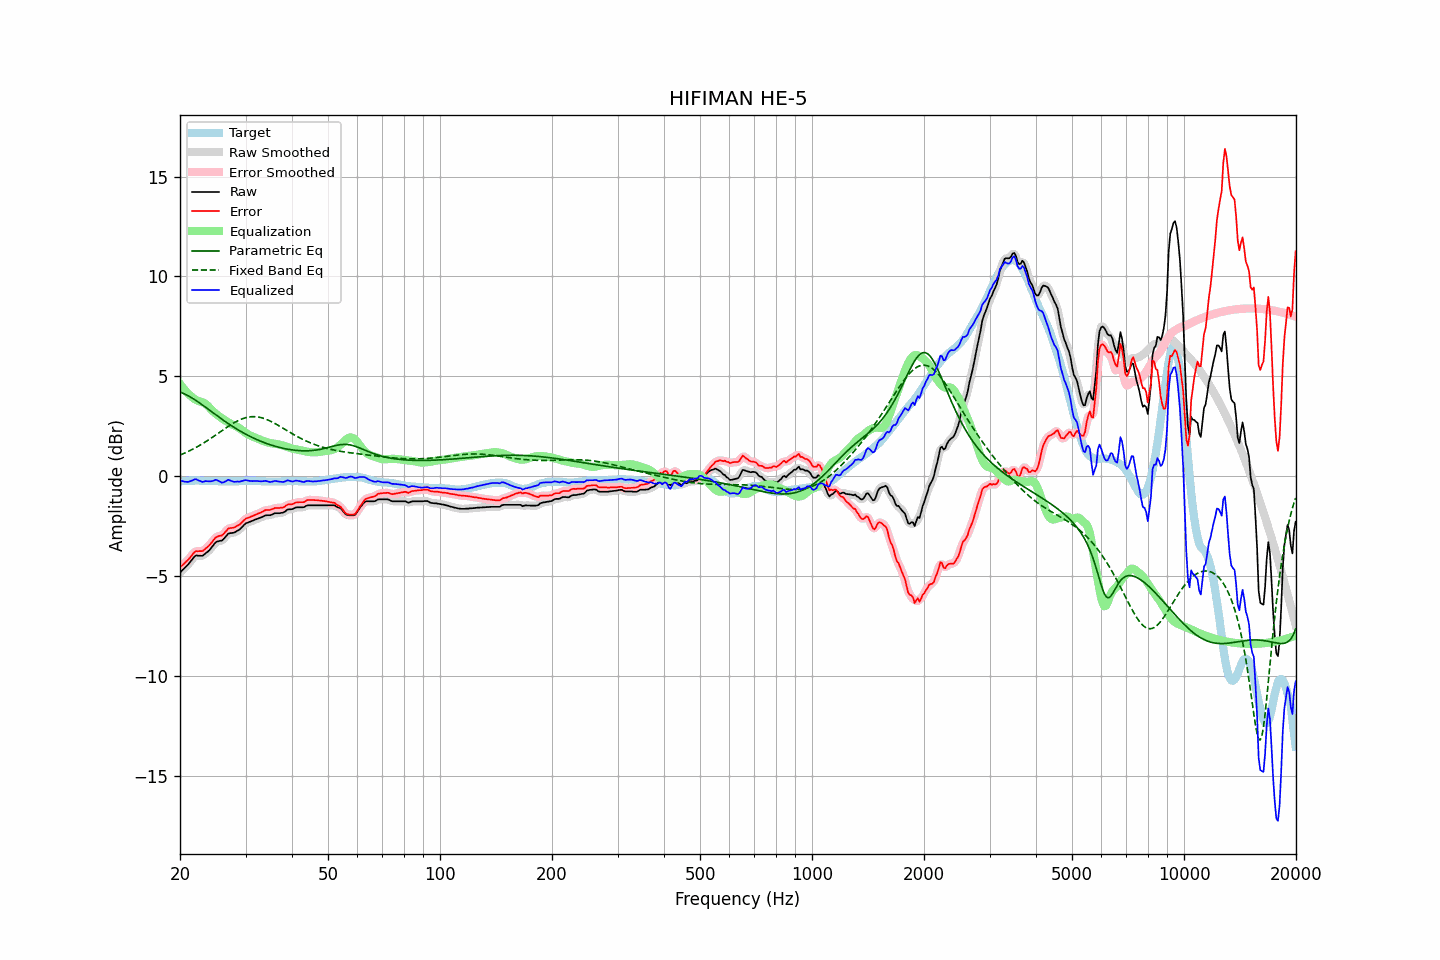 HIFIMAN HE-5
Target
Raw Smoothed
Error Smoothed
Raw
Error
Equalization
Parametric Eq
Fixed Band Eq
Equalized
15
10
5
0
−5
−10
−15
Amplitude (dBr)
20 50 100 200 500 1000 2000 5000 10000 20000
Frequency (Hz)